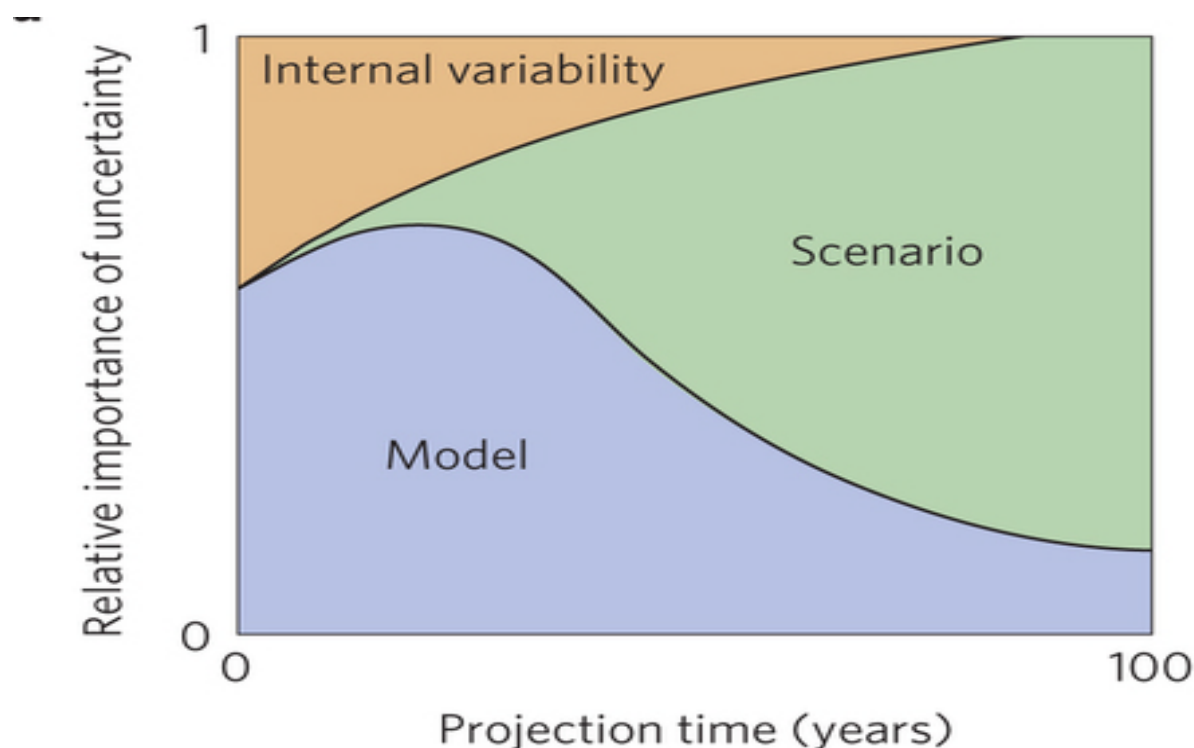 1
Internal variability
Relative importance of uncertainty
Scenario
Model
0
0
100
Projection time (years)